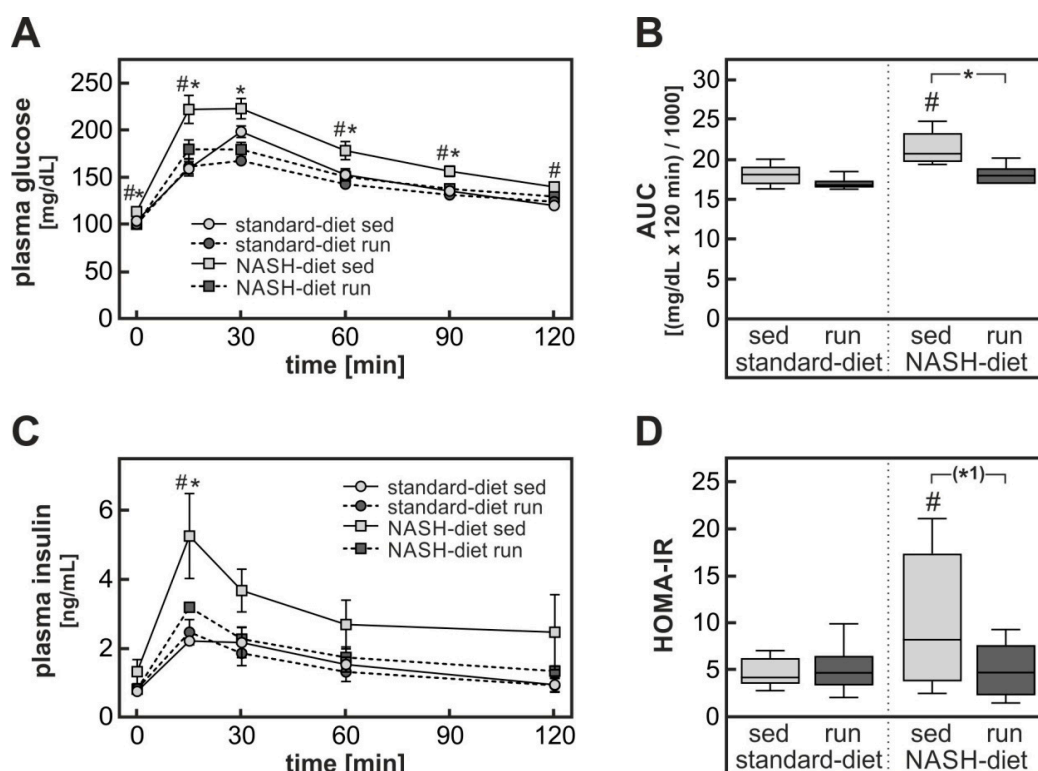 A
plasma glucose
[mg/dL]
250
200
150
100
50
0
#*
#*
*
#*
#*
#
standard-diet sed
standard-diet run
NASH-diet sed
NASH-diet run
0 30 60 90 120
time [min]
B
AUC
[(mg/dL x 120 min) / 1000]
30
25
20
15
10
5
0
#
*
sed run sed run
standard-diet NASH-diet
C
plasma insulin
[ng/mL]
6
4
2
0
#*
standard-diet sed
standard-diet run
NASH-diet sed
NASH-diet run
0 30 60 90 120
time [min]
D
HOMA-IR
25
20
15
10
5
0
#
(*1)
sed run sed run
standard-diet NASH-diet